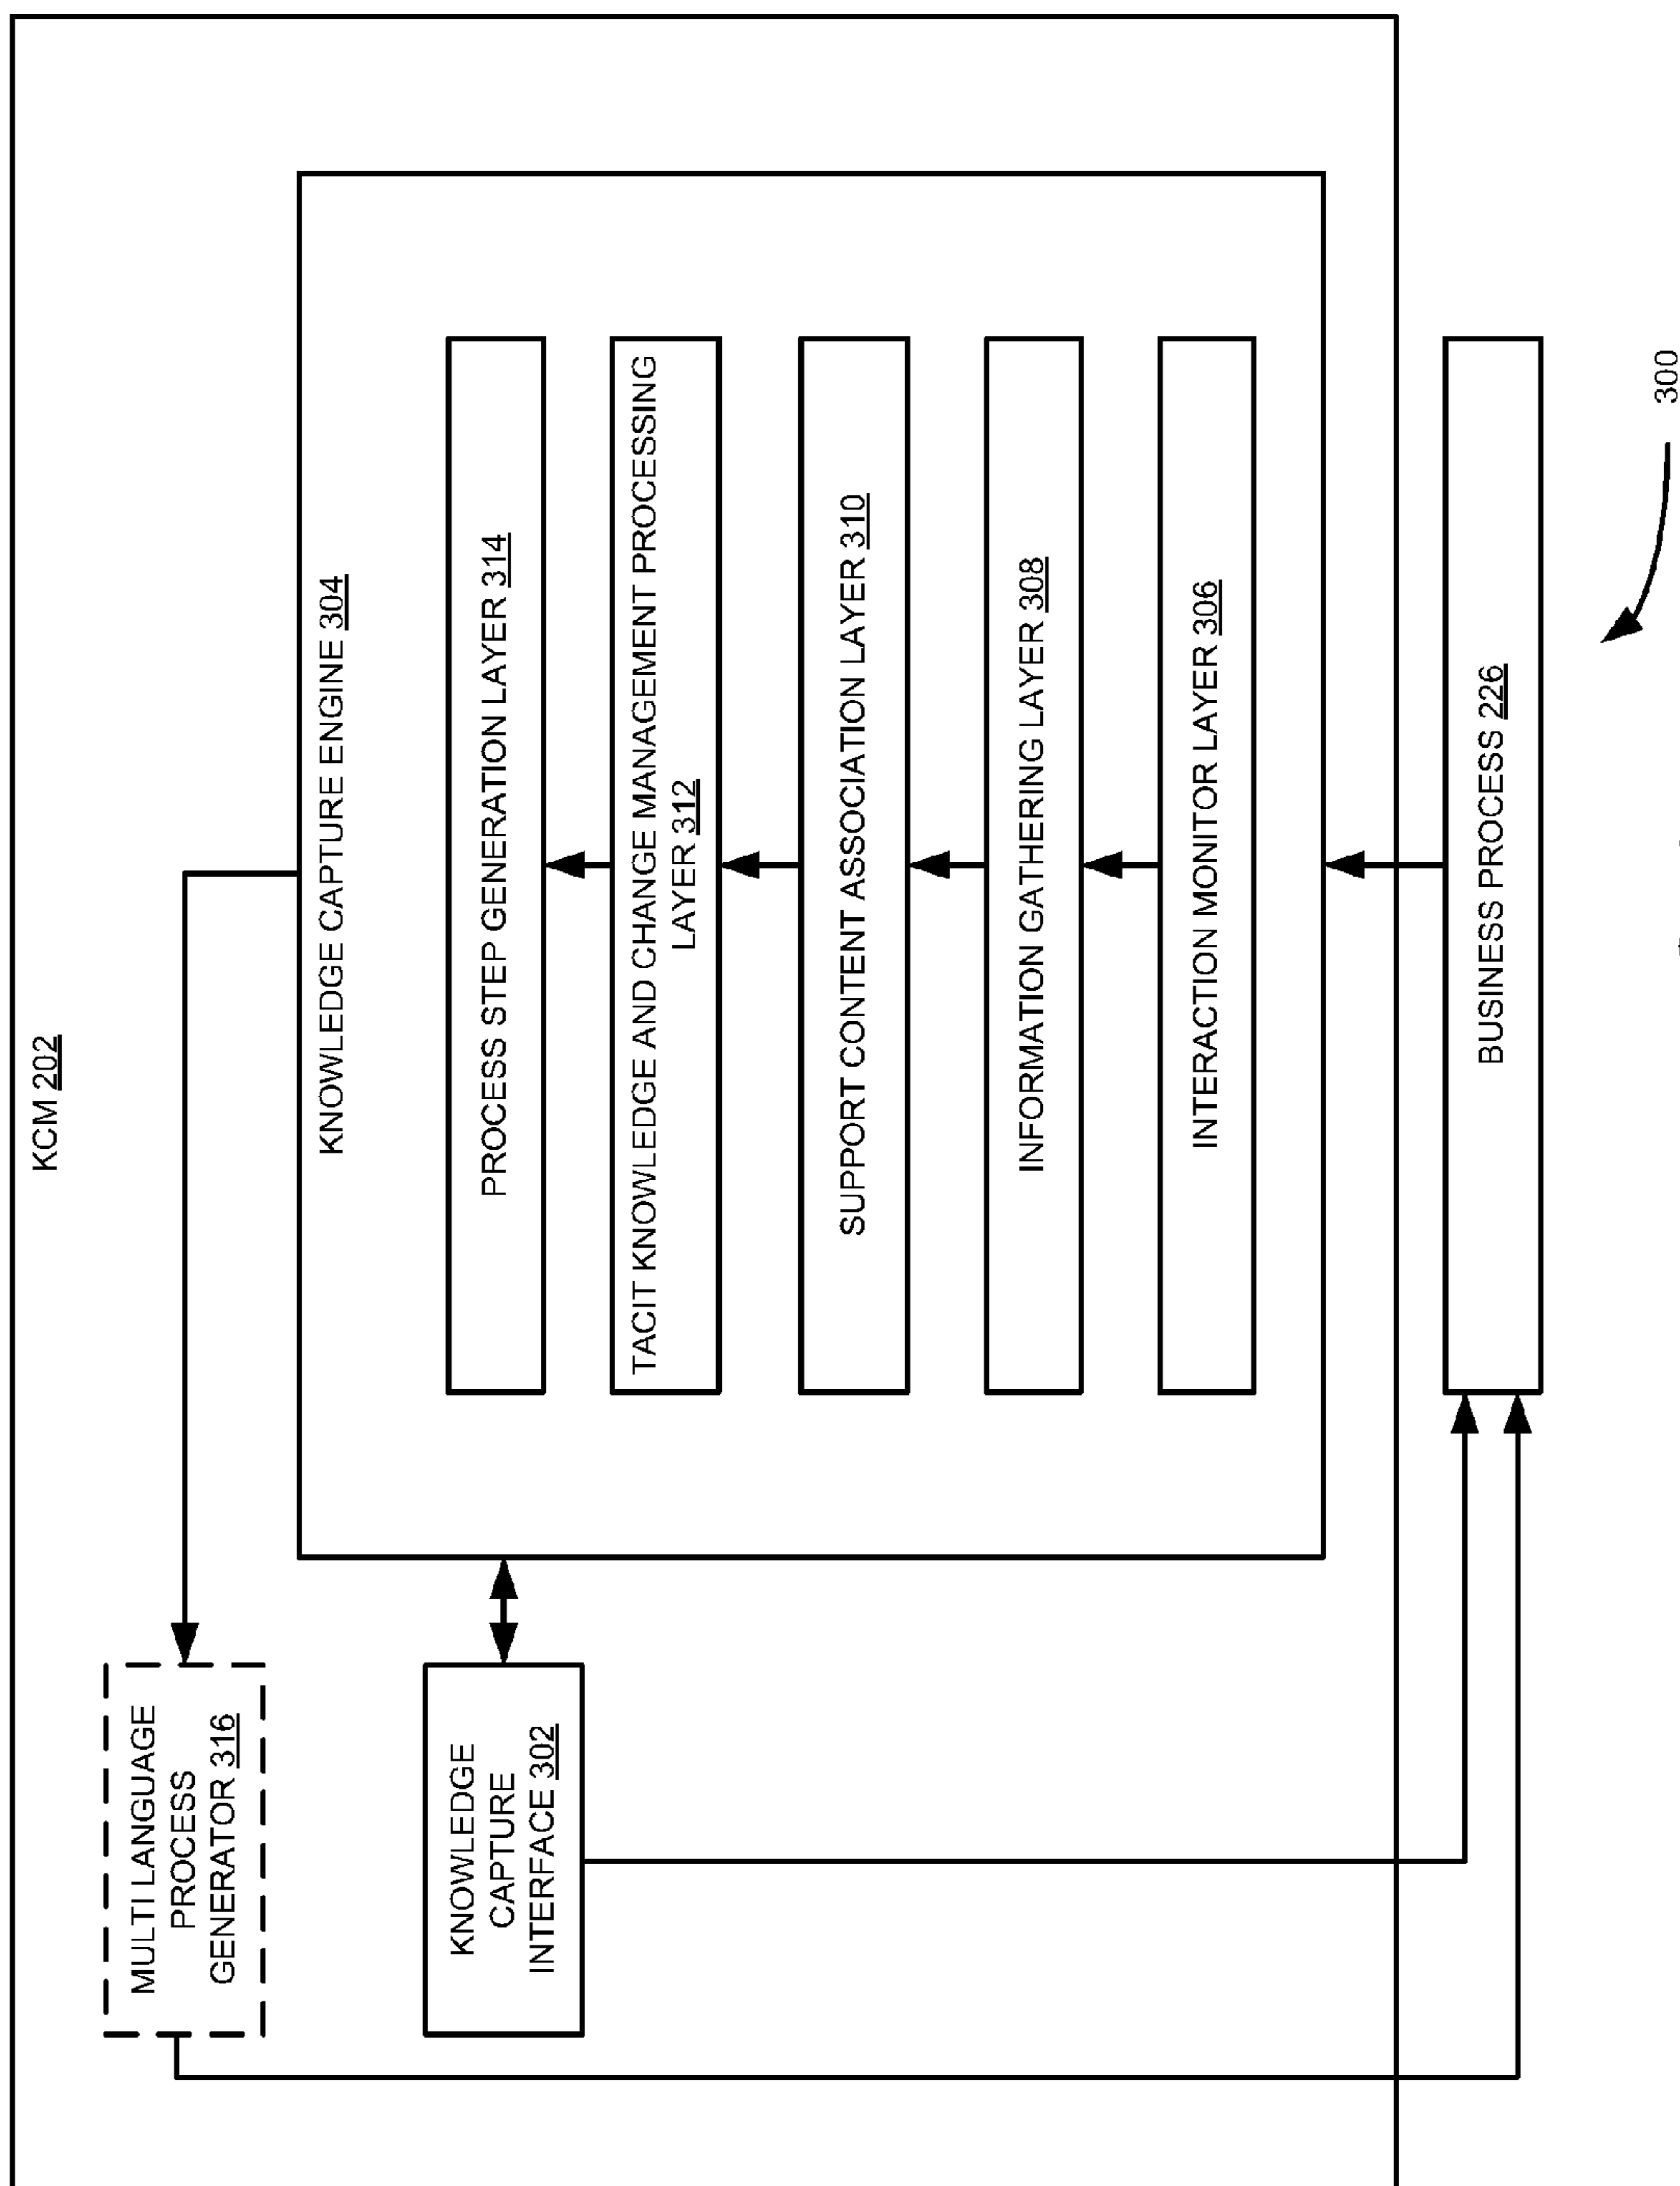 KCM 202
MULTI LANGUAGE
PROCESS
GENERATOR 316
KNOWLEDGE CAPTURE ENGINE 304
KNOWLEDGE
CAPTURE
INTERFACE 302
PROCESS STEP GENERATION LAYER 314
TACIT KNOWLEDGE AND CHANGE MANAGEMENT PROCESSING
LAYER 312
SUPPORT CONTENT ASSOCIATION LAYER 310
INFORMATION GATHERING LAYER 308
INTERACTION MONITOR LAYER 306
BUSINESS PROCESS 226
300